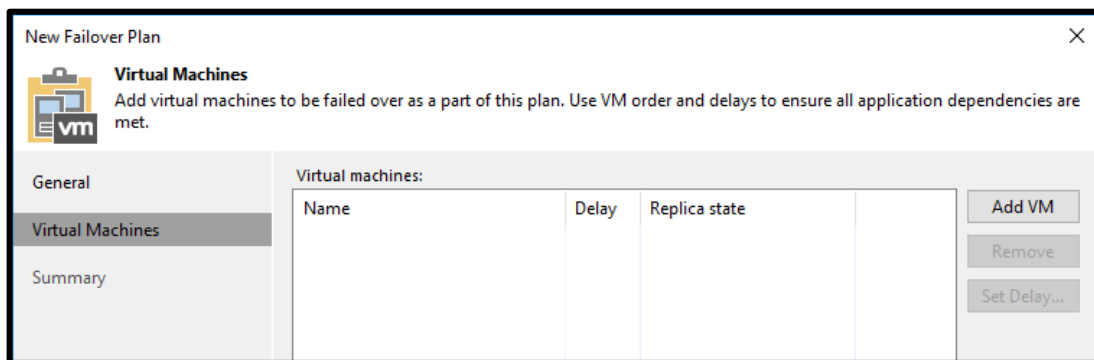 New Failover Plan
Virtual Machines
Add virtual machines to be failed over as a part of this plan. Use VM order and delays to ensure all application dependencies are
met.
vm
General
Virtual Machines
Summary
Virtual machines:
Name Delay Replica state
Add VM
Remove
Set Delay...